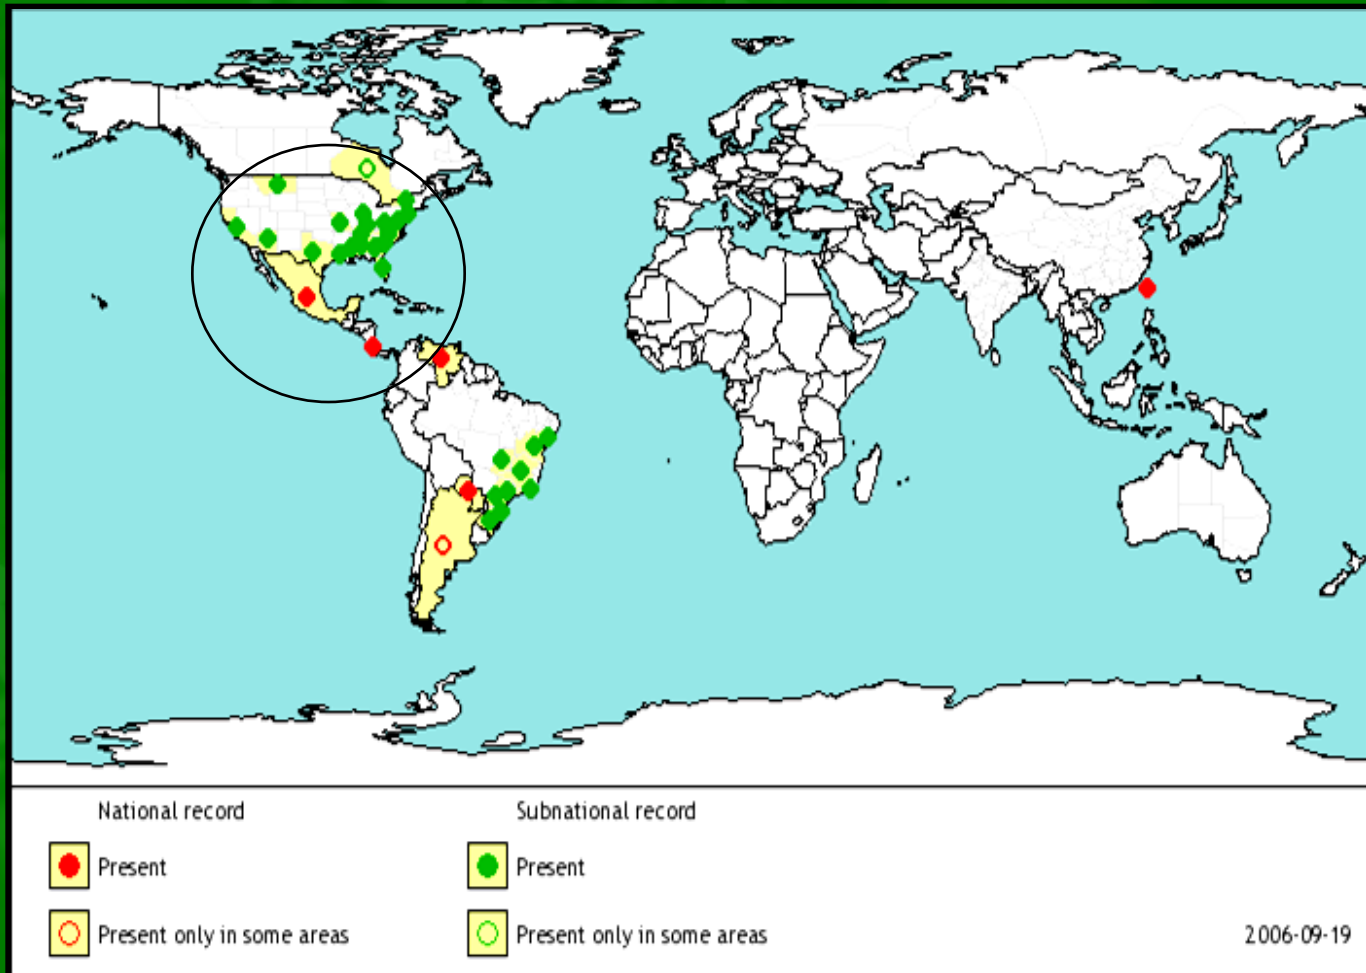 National record
Subnational record
Present
Present
Present only in some areas
Present only in some areas
2006-09-19